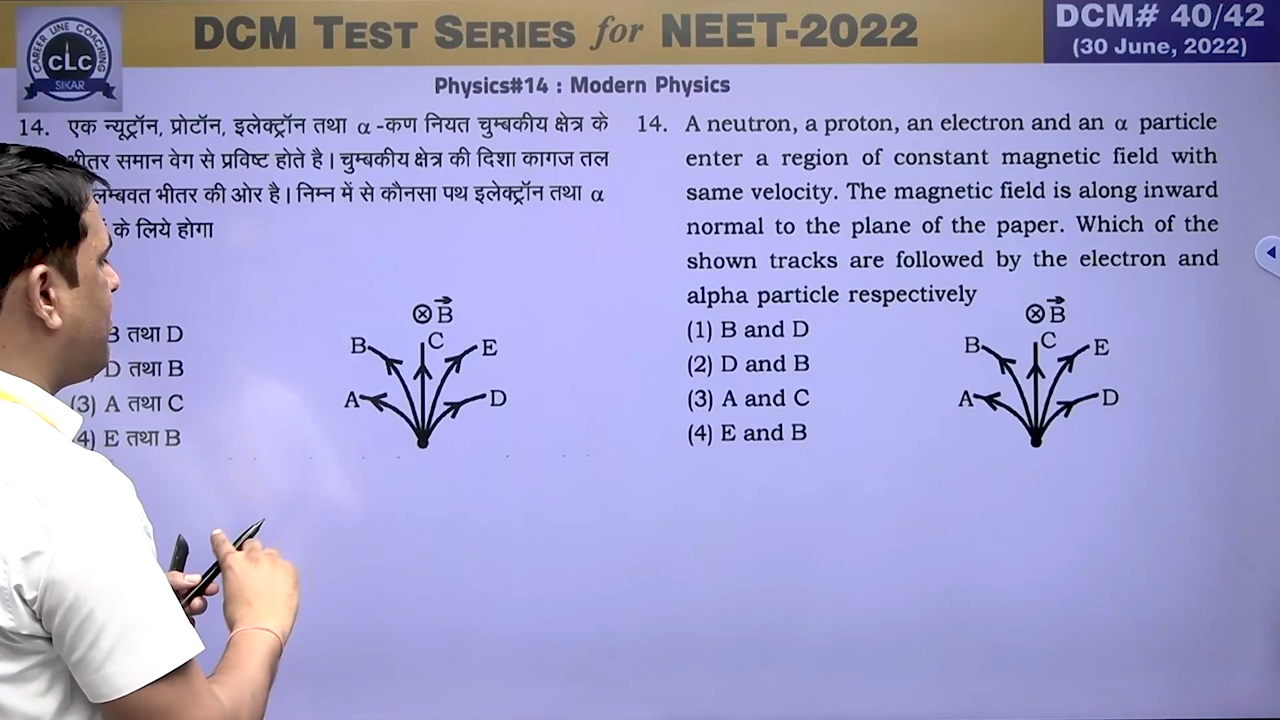 CAREER LINE COACHING
CLC
SIKAR
DCM TEST SERIES for NEET-2022
DCM# 40/42
(30 June, 2022)
Physics#14 : Modern Physics
14. एक न्यूट्रॉन, प्रोटॉन, इलेक्ट्रॉन तथा α -कण नियत चुम्बकीय क्षेत्र के
भीतर समान वेग से प्रविष्ट होते है। चुम्बकीय क्षेत्र की दिशा कागज तल
लम्बवत भीतर की ओर है। निम्न में से कौनसा पथ इलेक्ट्रॉन तथा α
के लिये होगा
B तथा D
D तथा B
(3) A तथा C
4) E तथा B
⊗ B⃗
B
C
E
A
D
14. A neutron, a proton, an electron and an α particle
enter a region of constant magnetic field with
same velocity. The magnetic field is along inward
normal to the plane of the paper. Which of the
shown tracks are followed by the electron and
alpha particle respectively
(1) B and D
(2) D and B
(3) A and C
(4) E and B
⊗ B⃗
B
C
E
A
D